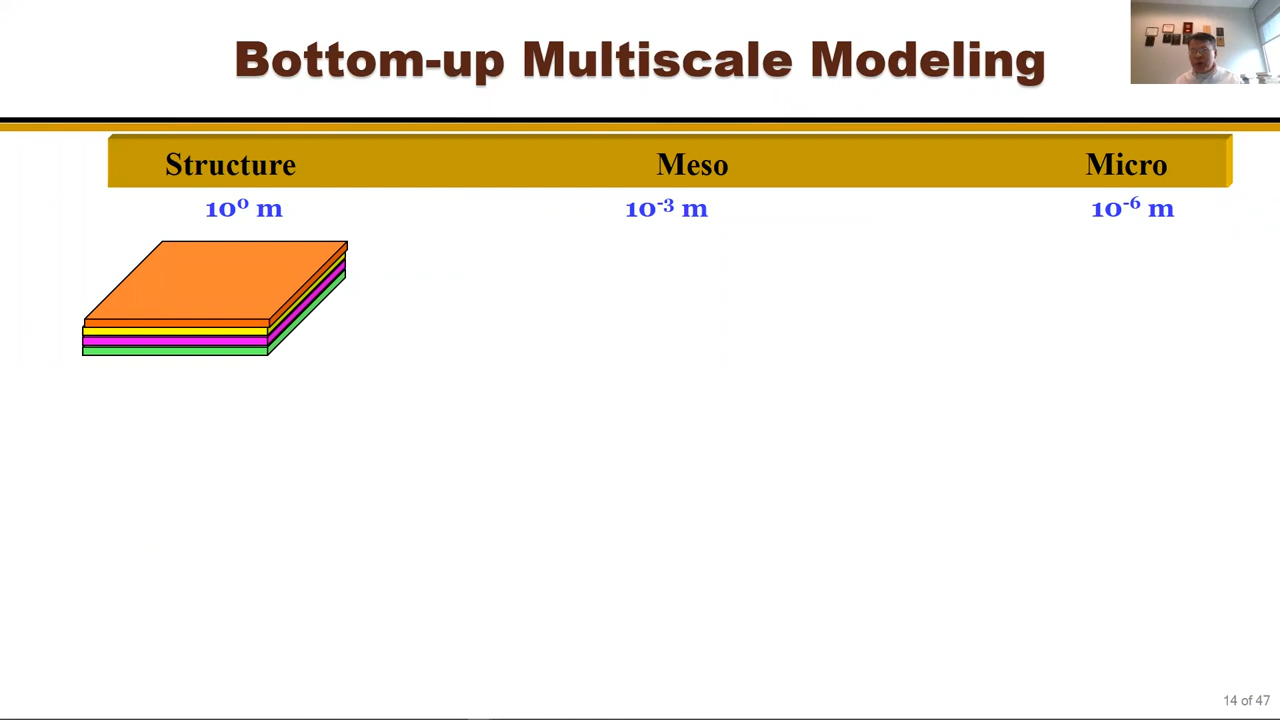 Bottom-up Multiscale Modeling
Structure Meso Micro
10⁰ m 10⁻³ m 10⁻⁶ m
14 of 47